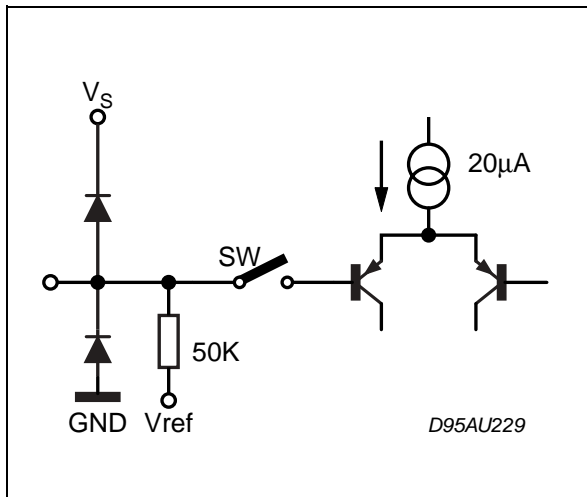 V_S
20µA
SW
50K
GND
Vref
D95AU229